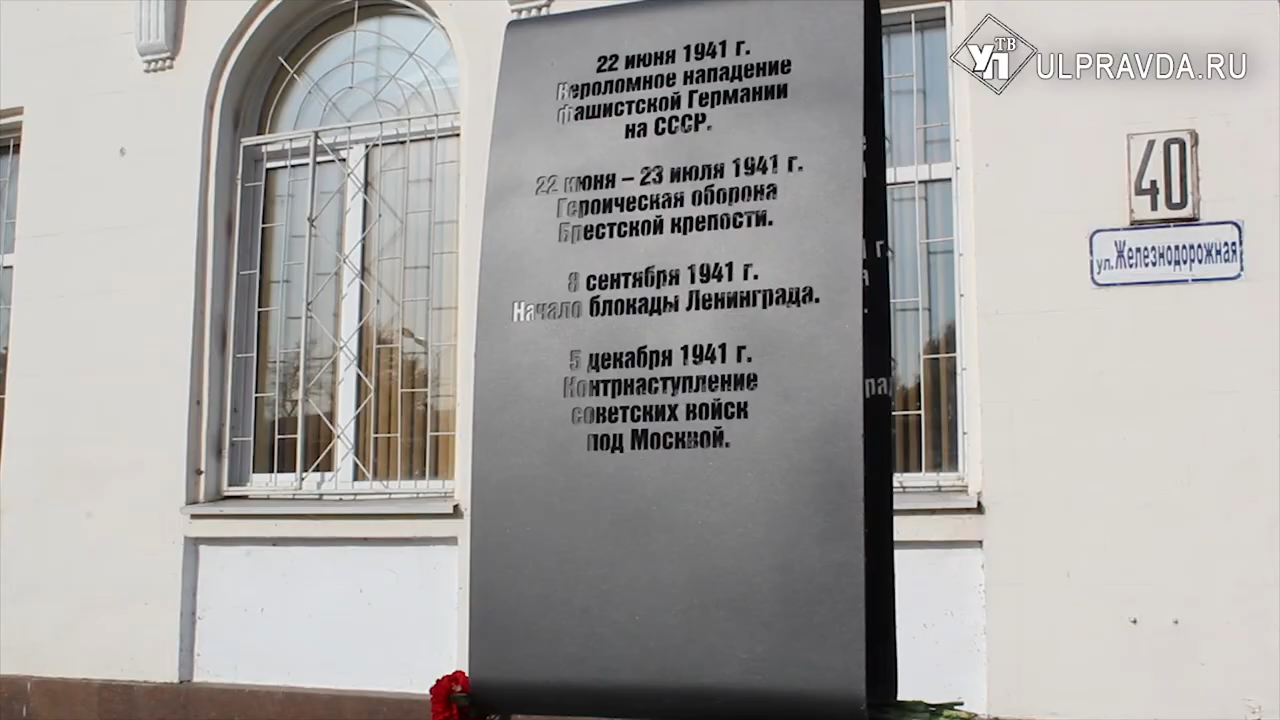 22 июня 1941 г.
Вероломное нападение
фашистской Германии
на СССР.
22 июня – 23 июля 1941 г.
Героическая оборона
Брестской крепости.
8 сентября 1941 г.
Начало блокады Ленинграда.
5 декабря 1941 г.
Контрнаступление
советских войск
под Москвой.
УП ТВ ULPRAVDA.RU
40
ул. Железнодорожная